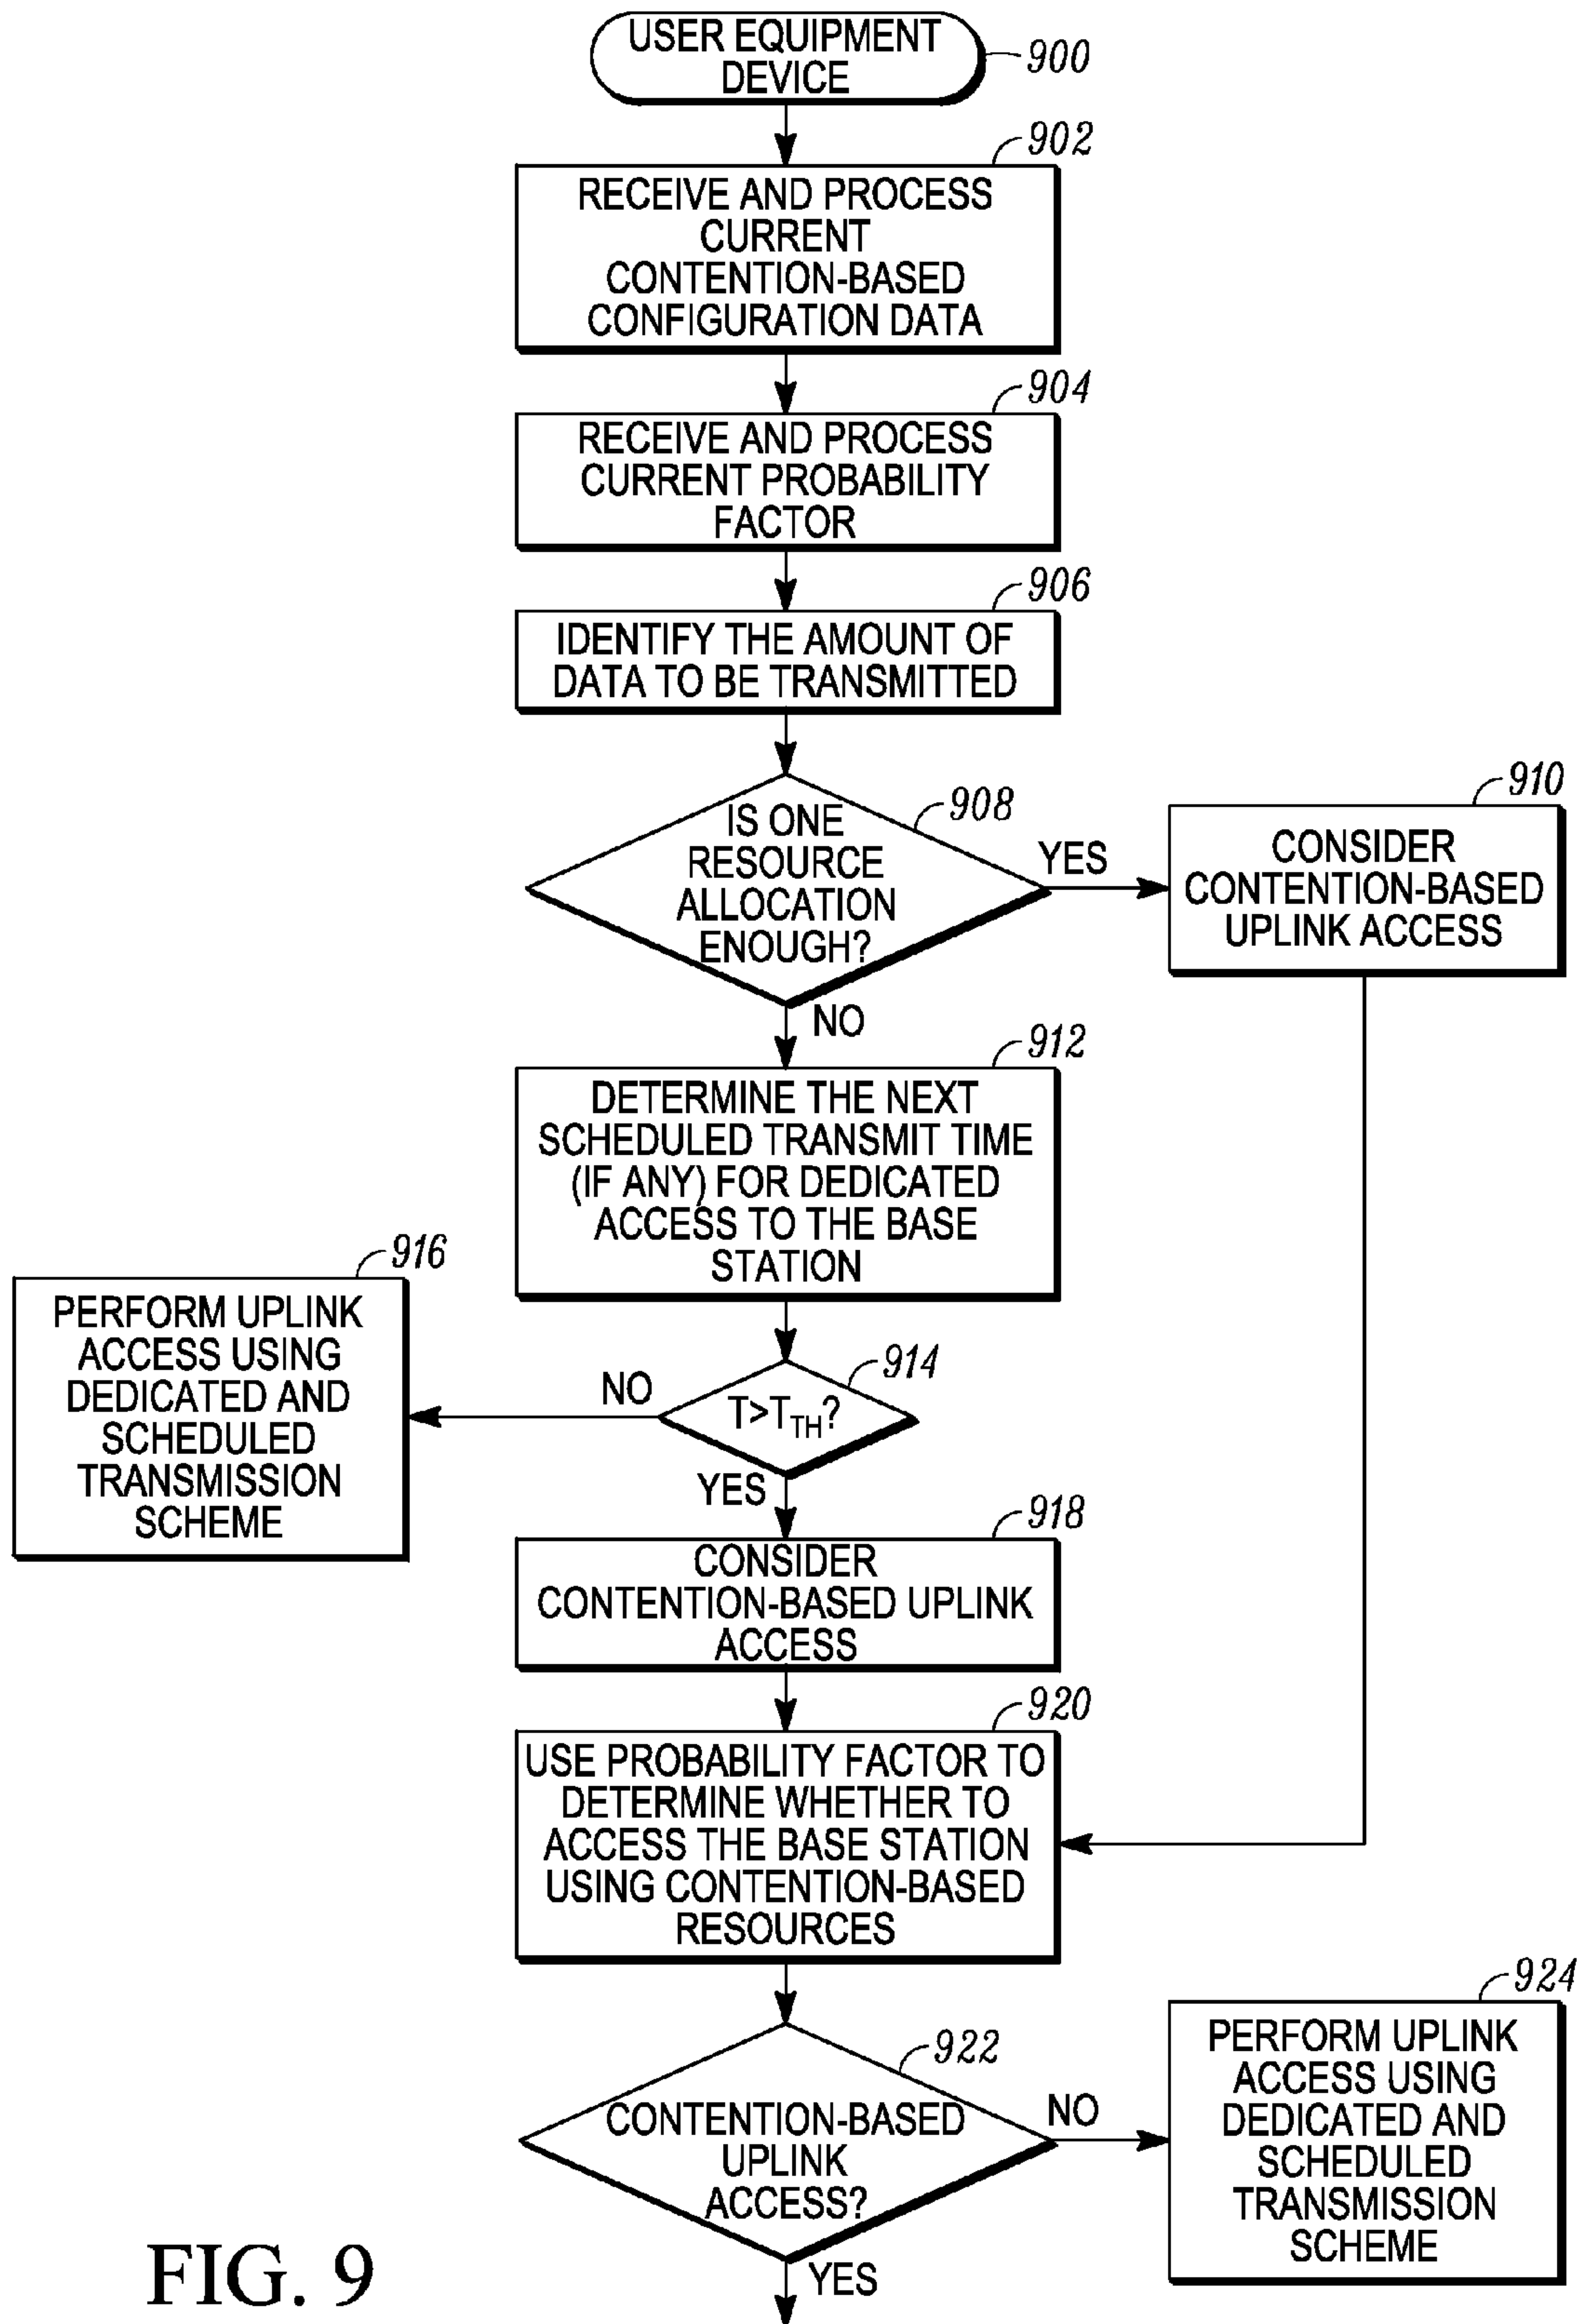 USER EQUIPMENT
DEVICE
900
902
RECEIVE AND PROCESS
CURRENT
CONTENTION-BASED
CONFIGURATION DATA
904
RECEIVE AND PROCESS
CURRENT PROBABILITY
FACTOR
906
IDENTIFY THE AMOUNT OF
DATA TO BE TRANSMITTED
908
IS ONE
RESOURCE
ALLOCATION
ENOUGH?
YES
910
CONSIDER
CONTENTION-BASED
UPLINK ACCESS
NO
912
DETERMINE THE NEXT
SCHEDULED TRANSMIT TIME
(IF ANY) FOR DEDICATED
ACCESS TO THE BASE
STATION
914
T>T_TH?
NO
916
PERFORM UPLINK
ACCESS USING
DEDICATED AND
SCHEDULED
TRANSMISSION
SCHEME
YES
918
CONSIDER
CONTENTION-BASED UPLINK
ACCESS
920
USE PROBABILITY FACTOR TO
DETERMINE WHETHER TO
ACCESS THE BASE STATION
USING CONTENTION-BASED
RESOURCES
922
CONTENTION-BASED
UPLINK
ACCESS?
NO
924
PERFORM UPLINK
ACCESS USING
DEDICATED AND
SCHEDULED
TRANSMISSION
SCHEME
YES
FIG. 9